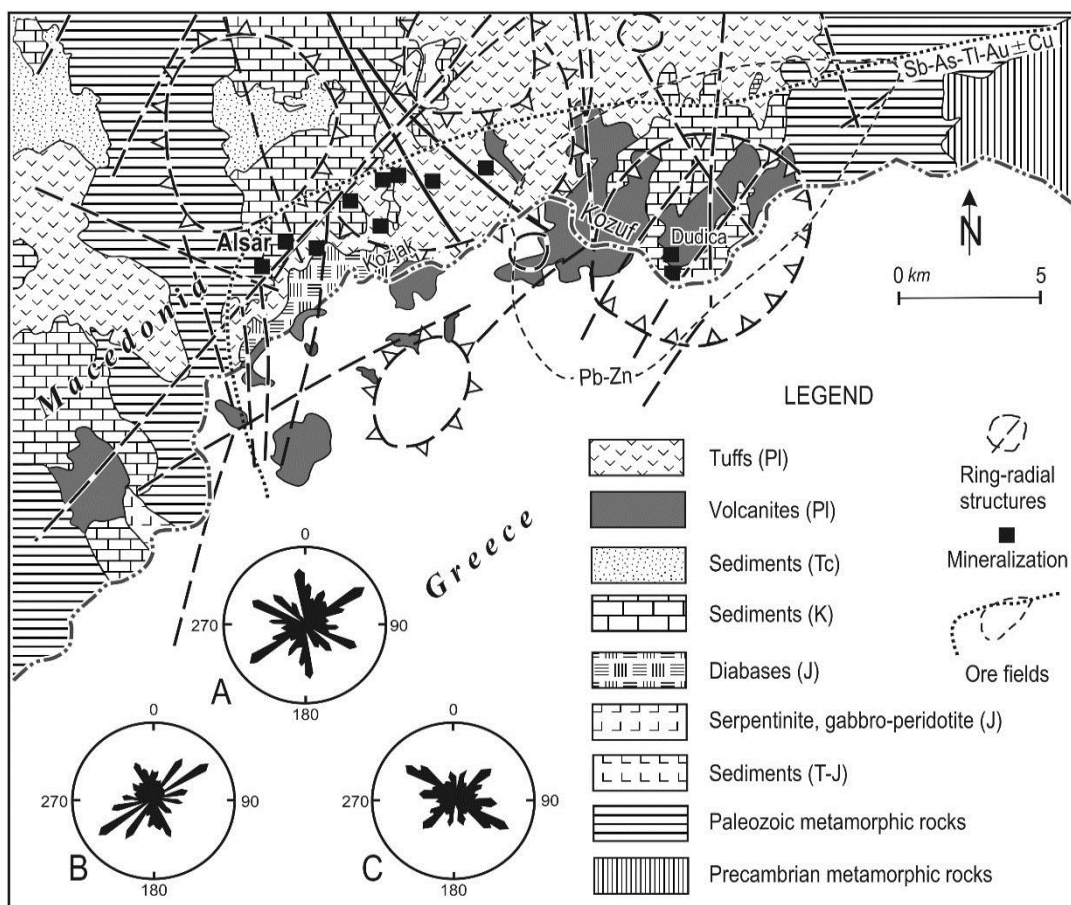 Sb-As-Tl-Au±Cu
Alsar
Kozjak
Kozuf
Dudica
N
0 km 5
Macedonia
Pb-Zn
Greece
LEGEND
Tuffs (Pl)
Volcanites (Pl)
Sediments (Tc)
Sediments (K)
Diabases (J)
Serpentinite, gabbro-peridotite (J)
Sediments (T-J)
Paleozoic metamorphic rocks
Precambrian metamorphic rocks
Ring-radial
structures
Mineralization
Ore fields
0
270 90
180
A
0
270 90
180
B
0
270 90
180
C